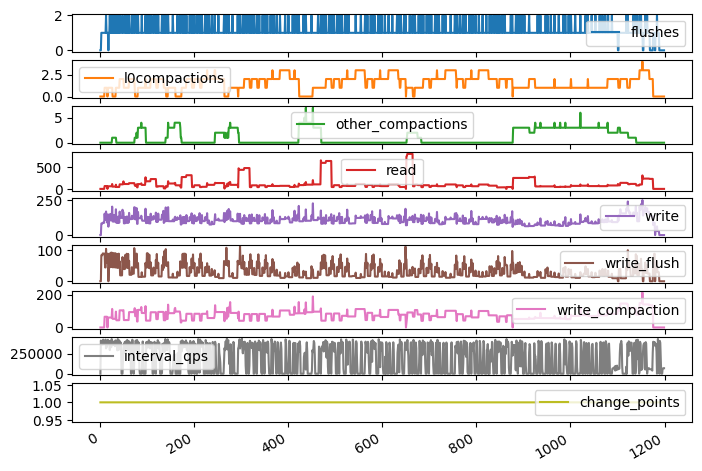 2
0
flushes
2.5
0.0
l0compactions
5
0
other_compactions
500
0
read
250
0
write
100
0
write_flush
200
0
write_compaction
250000
0
interval_qps
1.05
1.00
0.95
change_points
0 200 400 600 800 1000 1200